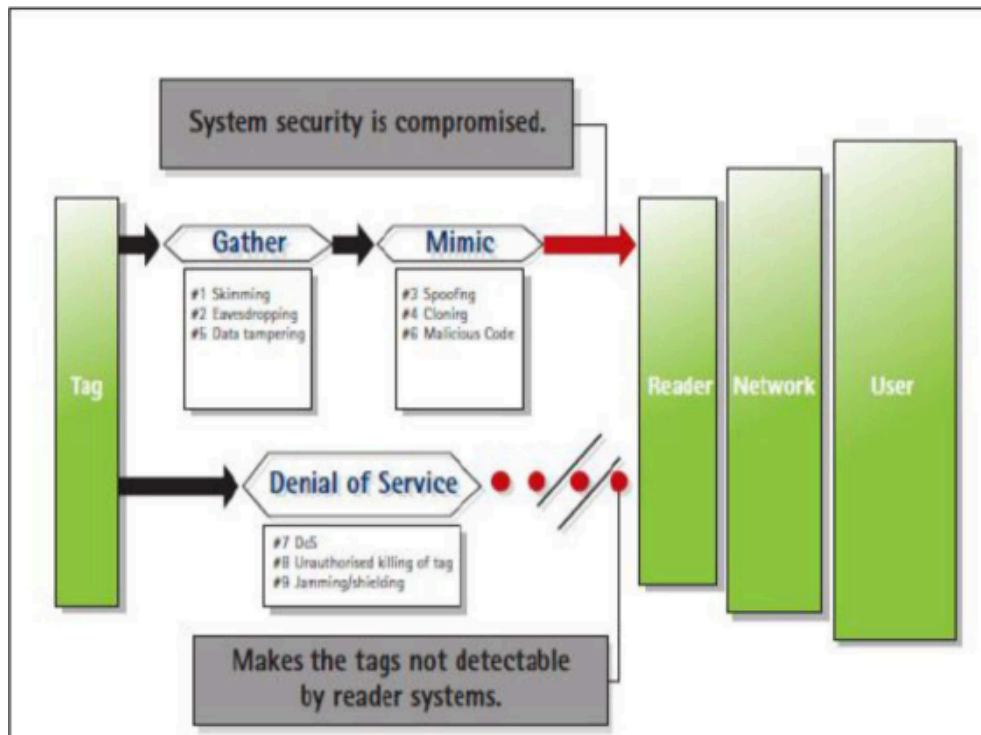 System security is compromised.
Gather
Mimic
#1 Skimming
#2 Eavesdropping
#5 Data tampering
#3 Spoofing
#4 Cloning
#6 Malicious Code
Tag
Reader
Network
User
Denial of Service
#7 DoS
#8 Unauthorised killing of tag
#9 Jamming/shielding
Makes the tags not detectable
by reader systems.